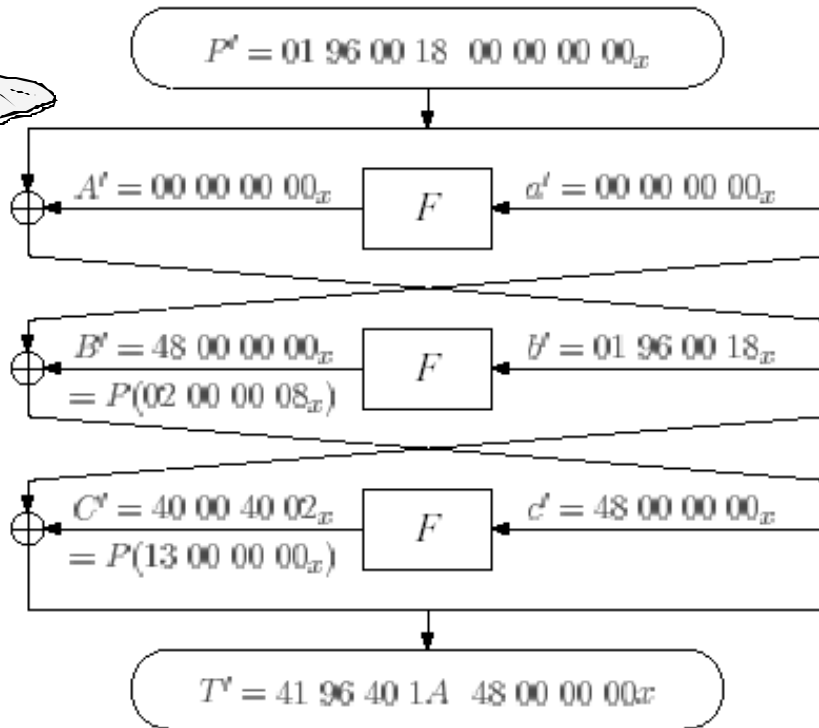 P' = 01 96 00 18 00 00 00 00ₓ
A' = 00 00 00 00ₓ F a' = 00 00 00 00ₓ
B' = 48 00 00 00ₓ F b' = 01 96 00 18ₓ
= P(02 00 00 08ₓ)
C' = 40 00 40 02ₓ F c' = 48 00 00 00ₓ
= P(13 00 00 00ₓ)
T' = 41 96 40 1A 48 00 00 00x